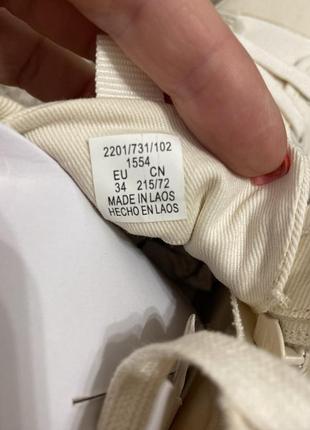 2201/731/102
1554
EU CN
34 215/72
MADE IN LAOS
HECHO EN LAOS